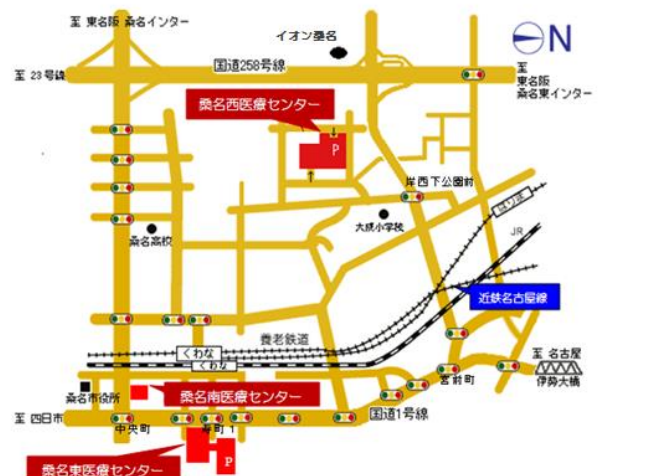 至 東名阪 桑名インター
イオン桑名
N
至 23号線
国道258号線
至
東名阪
桑名東インター
桑名西医療センター
P
岸西下公園前
はりま
大成小学校
桑名高校
JR
近鉄名古屋線
養老鉄道
くわな
くわな
至 名古屋
伊勢大橋
宮前町
桑名市役所
桑名南医療センター
国道1号線
至 四日市
中央町
寿町1
桑名東医療センター
P